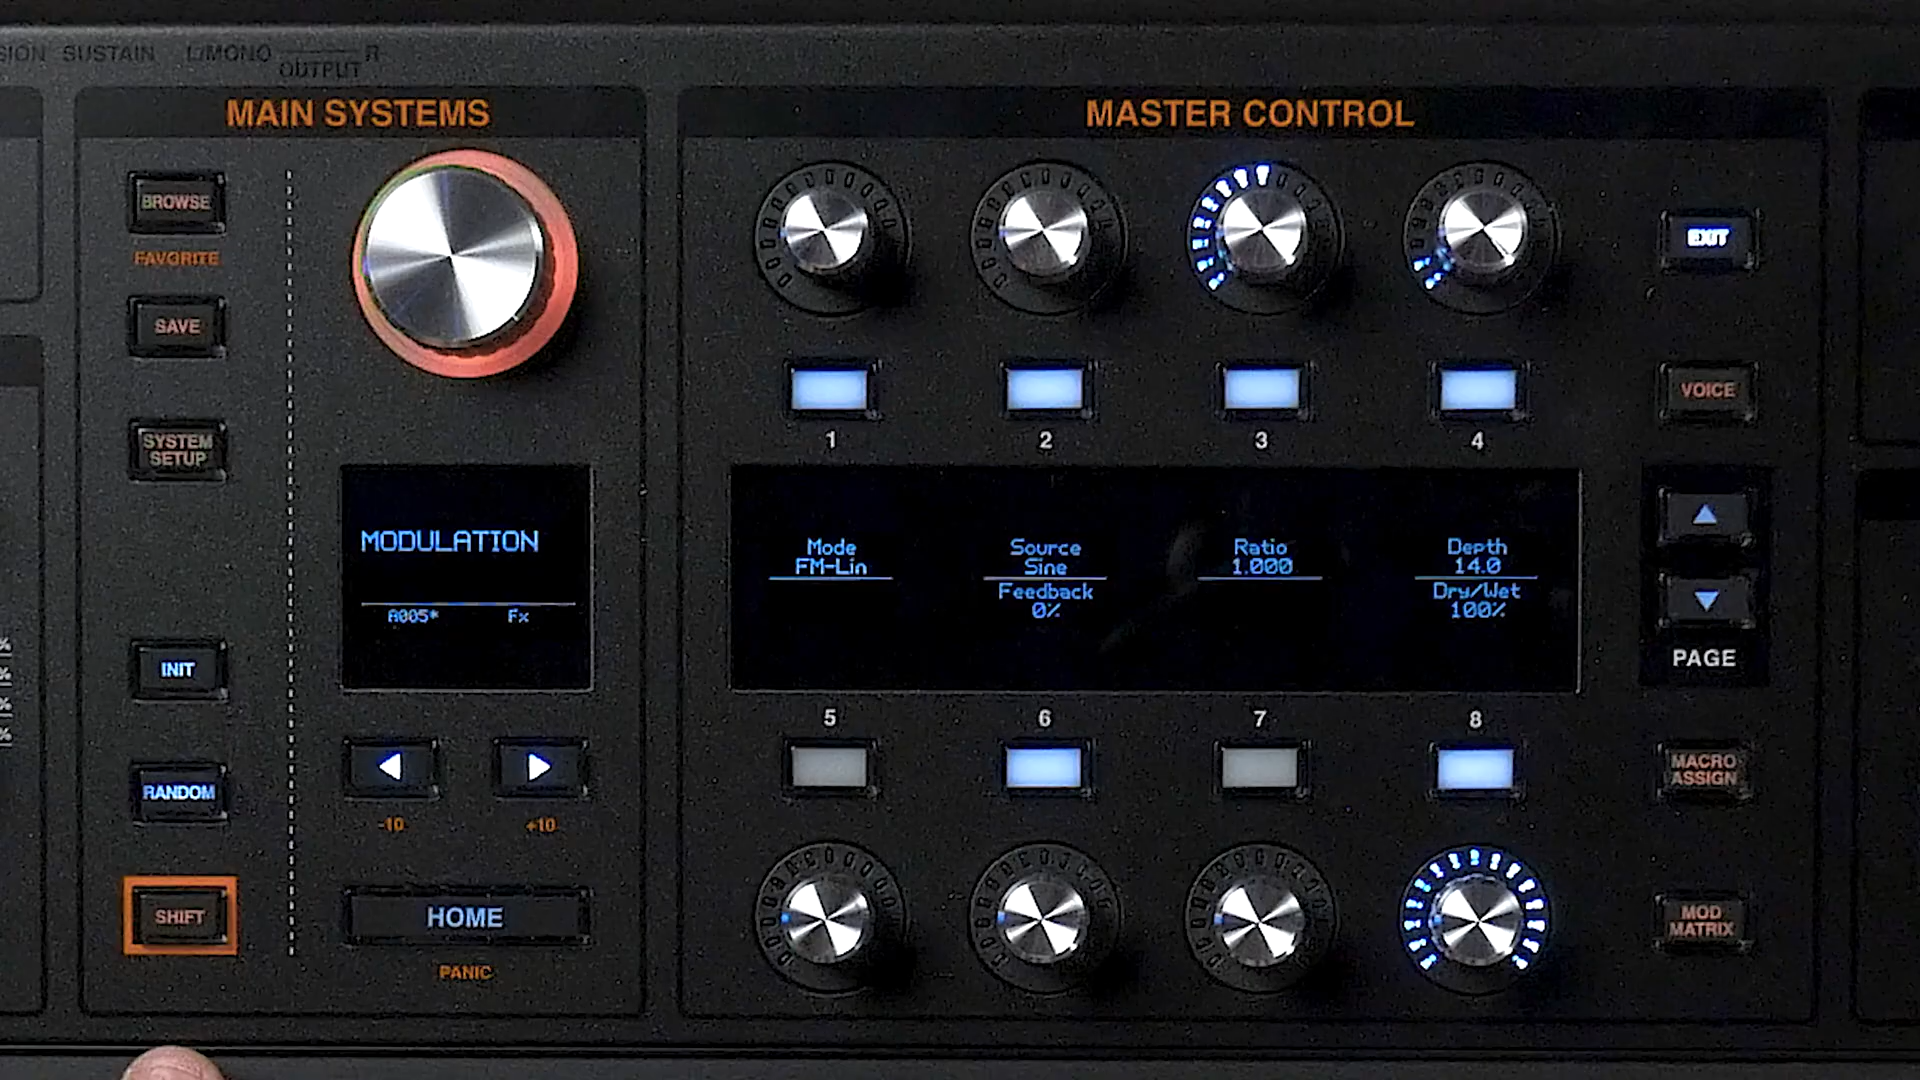 SION SUSTAIN L/MONO R
OUTPUT
MAIN SYSTEMS
MASTER CONTROL
BROWSE
FAVORITE
SAVE
SYSTEM
SETUP
INIT
RANDOM
SHIFT
MODULATION
A005* Fx
-10 +10
HOME
PANIC
EXIT
VOICE
1 2 3 4
Mode Source Ratio Depth
FM-Lin Sine 1.000 14.0
Feedback Dry/Wet
0% 100%
PAGE
5 6 7 8
MACRO
ASSIGN
MOD
MATRIX
%
%
%
%